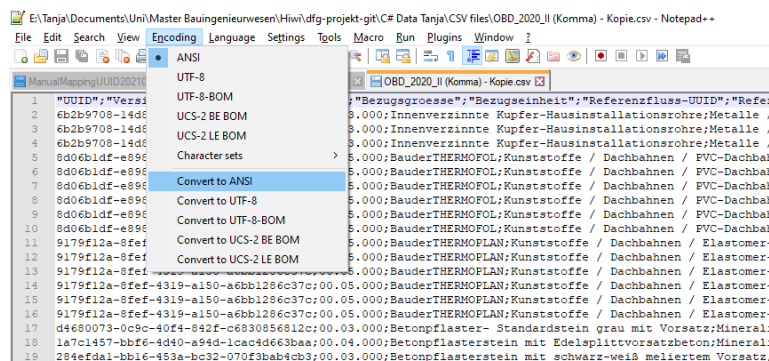 E:\Tanja\Documents\Uni\Master Bauingenieurwesen\Hiwi\dfg-projekt-git\C# Data Tanja\CSV files\OBD_2020_II (Komma) - Kopie.csv - Notepad++
File Edit Search View Encoding Language Settings Tools Macro Run Plugins Window ?
ANSI
UTF-8
UTF-8-BOM
UCS-2 BE BOM
UCS-2 LE BOM
Character sets
Convert to ANSI
Convert to UTF-8
Convert to UTF-8-BOM
Convert to UCS-2 BE BOM
Convert to UCS-2 LE BOM
ManualMappingUUID20210 OBD_2020_II (Komma) - Kopie.csv
1 "UUID";"Versi ;"Bezugsgroesse";"Bezugseinheit";"Referenzfluss-UUID";"Refer
2 6b2b9708-14d8 3.000;Innenverzinnte Kupfer-Hausinstallationsrohre;Metalle /
3 6b2b9708-14d8 3.000;Innenverzinnte Kupfer-Hausinstallationsrohre;Metalle /
4 6b2b9708-14d8 3.000;Innenverzinnte Kupfer-Hausinstallationsrohre;Metalle /
5 8d06b1df-e898 5.000;BauderTHERMOFOL;Kunststoffe / Dachbahnen / PVC-Dachbah
6 8d06b1df-e898 5.000;BauderTHERMOFOL;Kunststoffe / Dachbahnen / PVC-Dachbah
7 8d06b1df-e898 5.000;BauderTHERMOFOL;Kunststoffe / Dachbahnen / PVC-Dachbah
8 8d06b1df-e898 5.000;BauderTHERMOFOL;Kunststoffe / Dachbahnen / PVC-Dachbah
9 8d06b1df-e898 5.000;BauderTHERMOFOL;Kunststoffe / Dachbahnen / PVC-Dachbah
10 8d06b1df-e898 5.000;BauderTHERMOFOL;Kunststoffe / Dachbahnen / PVC-Dachbah
11 9179f12a-8fef 5.000;BauderTHERMOPLAN;Kunststoffe / Dachbahnen / Elastomer-
12 9179f12a-8fef 5.000;BauderTHERMOPLAN;Kunststoffe / Dachbahnen / Elastomer-
13 9179f12a-8fef-4319-a150-a6bb1286c37c;00.05.000;BauderTHERMOPLAN;Kunststoffe / Dachbahnen / Elastomer-
14 9179f12a-8fef-4319-a150-a6bb1286c37c;00.05.000;BauderTHERMOPLAN;Kunststoffe / Dachbahnen / Elastomer-
15 9179f12a-8fef-4319-a150-a6bb1286c37c;00.05.000;BauderTHERMOPLAN;Kunststoffe / Dachbahnen / Elastomer-
16 9179f12a-8fef-4319-a150-a6bb1286c37c;00.05.000;BauderTHERMOPLAN;Kunststoffe / Dachbahnen / Elastomer-
17 d4680073-0c9c-40f4-842f-c6830856812c;00.03.000;Betonpflaster- Standardstein grau mit Vorsatz;Minerali
18 1a7c1457-bbf6-4d40-a94d-1cac4d663baa;00.04.000;Betonpflasterstein mit Edelsplittvorsatzbeton;Minerali
19 284efda1-bb16-453a-bc32-070f3bab4cb3;00.03.000;Betonpflasterstein mit schwarz-weiß meliertem Vorsatz